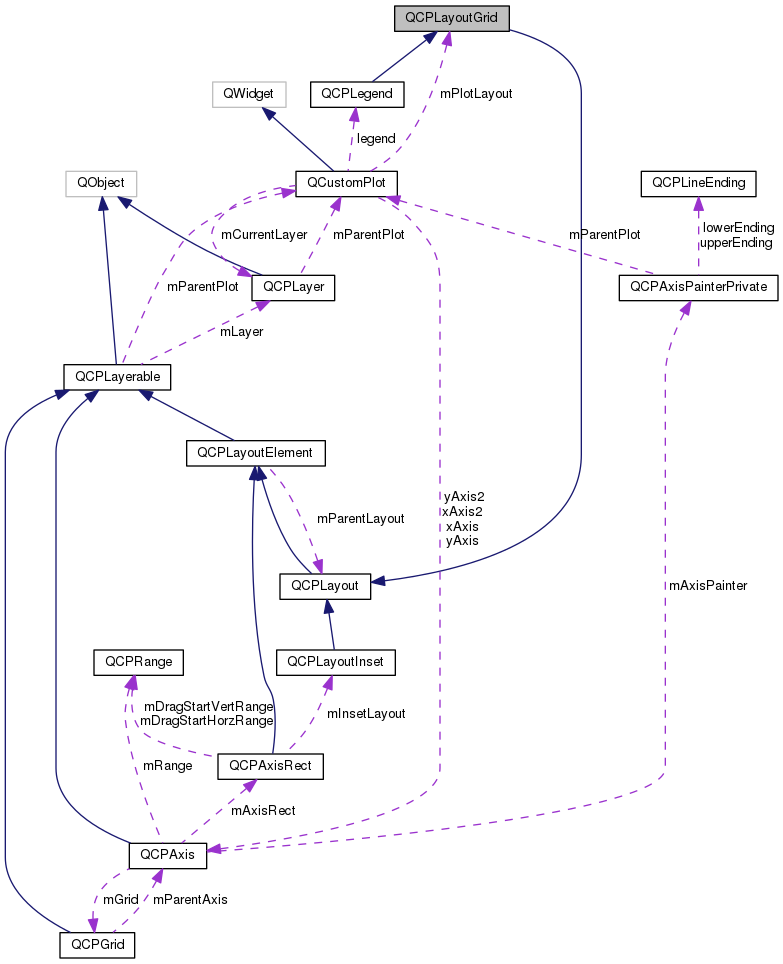 QCPLayoutGrid
QWidget
QCPLegend
mPlotLayout
legend
QObject
QCustomPlot
QCPLineEnding
mCurrentLayer
mParentPlot
mParentPlot
lowerEnding
upperEnding
mParentPlot
QCPLayer
QCPAxisPainterPrivate
mLayer
QCPLayerable
QCPLayoutElement
yAxis2
xAxis2
xAxis
yAxis
mParentLayout
QCPLayout
mAxisPainter
QCPRange
QCPLayoutInset
mDragStartVertRange
mDragStartHorzRange
mInsetLayout
mRange
QCPAxisRect
mAxisRect
QCPAxis
mGrid
mParentAxis
QCPGrid